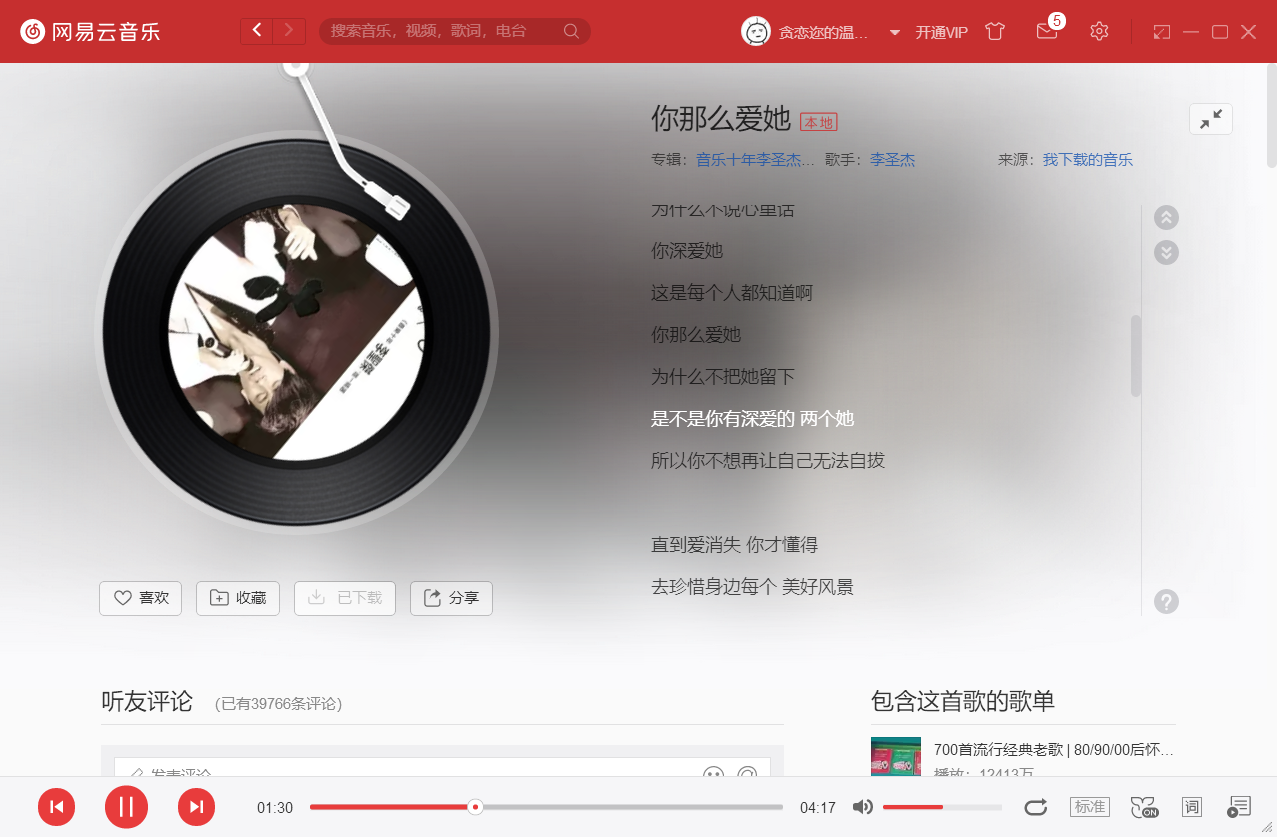 网易云音乐
搜索音乐，视频，歌词，电台
贪恋迩的温...
开通VIP
5
你那么爱她 本地
专辑：音乐十年李圣杰... 歌手：李圣杰 来源：我下载的音乐
为什么不说心里话
你深爱她
这是每个人都知道啊
你那么爱她
为什么不把她留下
是不是你有深爱的 两个她
所以你不想再让自己无法自拔
直到爱消失 你才懂得
去珍惜身边每个 美好风景
喜欢
收藏
已下载
分享
听友评论 (已有39766条评论)
包含这首歌的歌单
700首流行经典老歌 | 80/90/00后怀...
播放：12413万
发表评论
01:30
04:17
标准
ON
词